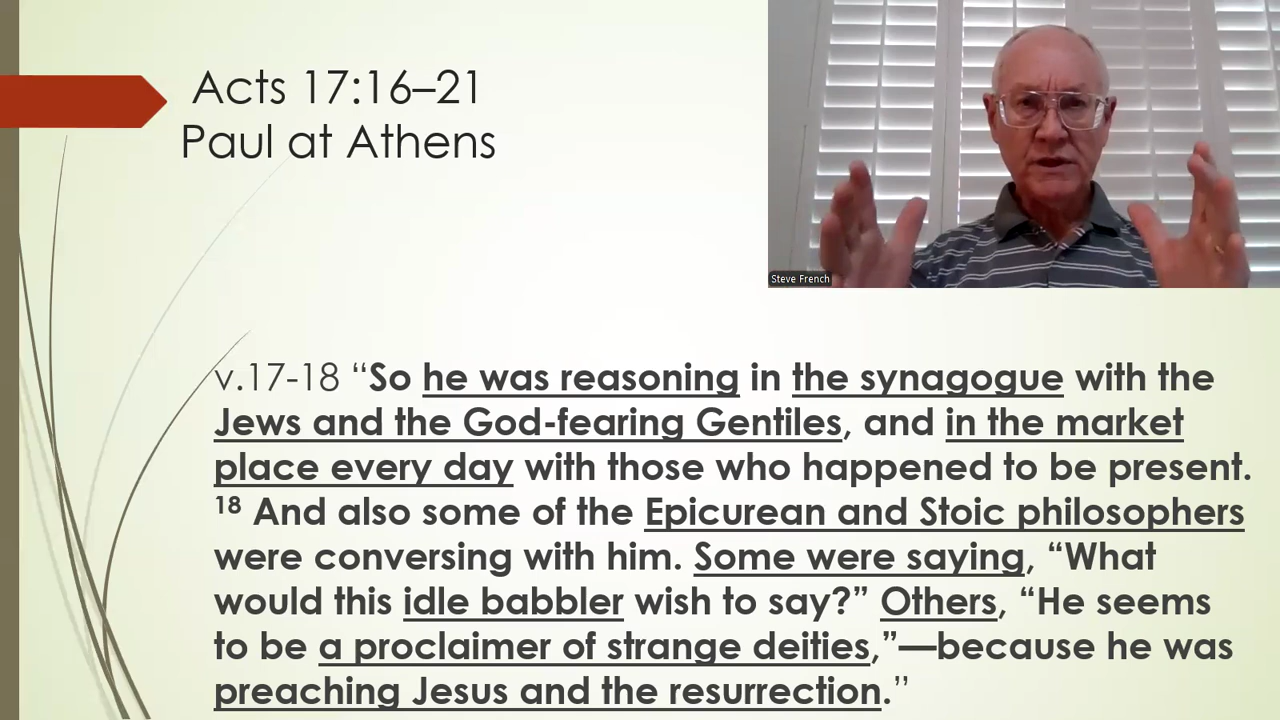 Acts 17:16–21
Paul at Athens
Steve French
v.17-18 “So he was reasoning in the synagogue with the
Jews and the God-fearing Gentiles, and in the market
place every day with those who happened to be present.
¹⁸ And also some of the Epicurean and Stoic philosophers
were conversing with him. Some were saying, “What
would this idle babbler wish to say?” Others, “He seems
to be a proclaimer of strange deities,”—because he was
preaching Jesus and the resurrection.”